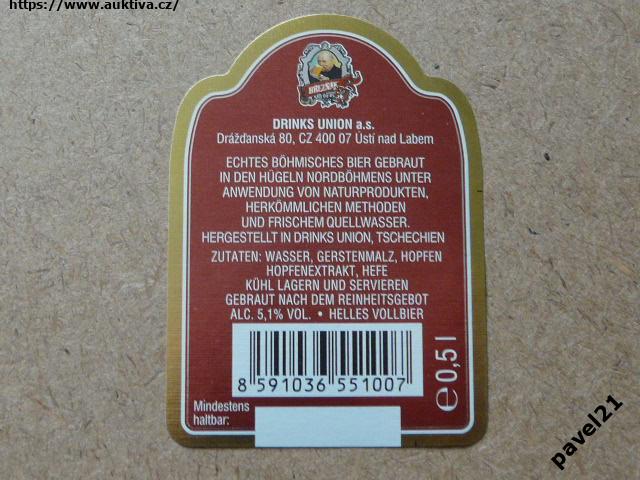 https://www.auktiva.cz/
BŘEZŇÁK
DRINKS UNION a.s.
Drážďanská 80, CZ 400 07 Ústí nad Labem
ECHTES BÖHMISCHES BIER GEBRAUT
IN DEN HÜGELN NORDBÖHMENS UNTER
ANWENDUNG VON NATURPRODUKTEN,
HERKÖMMLICHEN METHODEN
UND FRISCHEM QUELLWASSER.
HERGESTELLT IN DRINKS UNION, TSCHECHIEN
ZUTATEN: WASSER, GERSTENMALZ, HOPFEN
HOPFENEXTRAKT, HEFE
KÜHL LAGERN UND SERVIEREN
GEBRAUT NACH DEM REINHEITSGEBOT
ALC. 5,1% VOL. • HELLES VOLLBIER
8 591036 551007
℮ 0,5 l
Mindestens
haltbar:
pavel21